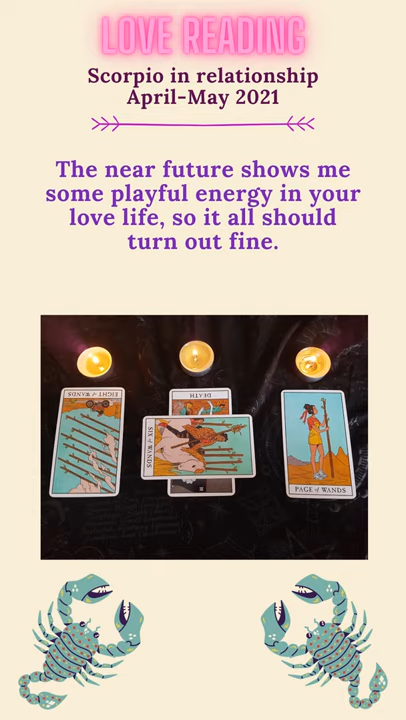 LOVE READING
Scorpio in relationship
April-May 2021
The near future shows me
some playful energy in your
love life, so it all should
turn out fine.
EIGHT of WANDS
DEATH
SIX of WANDS
PAGE of WANDS